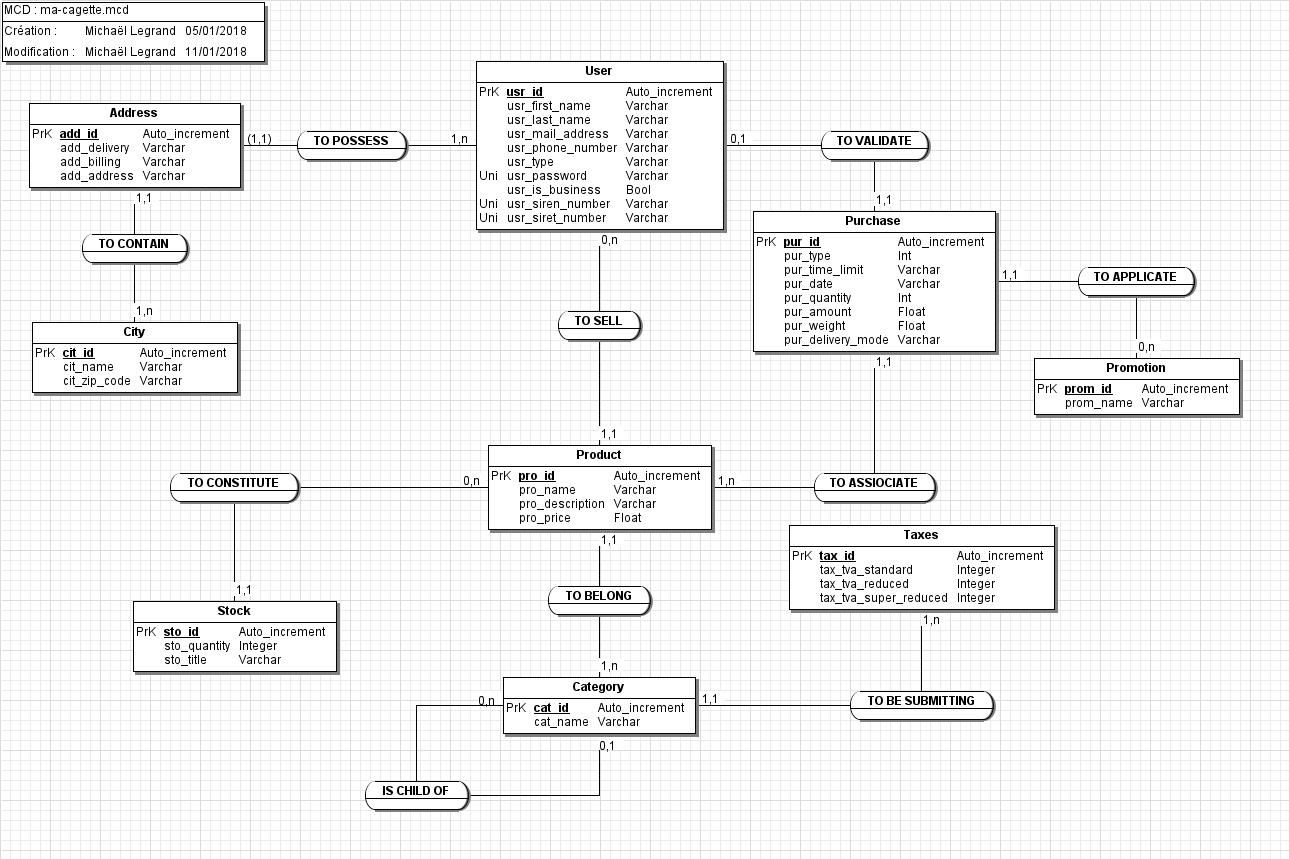 MCD : ma-cagette.mcd
Création : Michaël Legrand 05/01/2018
Modification : Michaël Legrand 11/01/2018
User
PrK usr_id Auto_increment
usr_first_name Varchar
usr_last_name Varchar
usr_mail_address Varchar
usr_phone_number Varchar
usr_type Varchar
Uni usr_password Varchar
usr_is_business Bool
Uni usr_siren_number Varchar
Uni usr_siret_number Varchar
Address
PrK add_id Auto_increment
add_delivery Varchar
add_billing Varchar
add_address Varchar
(1,1)
TO POSSESS
1,n
0,1
TO VALIDATE
1,1
1,1
TO CONTAIN
1,n
City
PrK cit_id Auto_increment
cit_name Varchar
cit_zip_code Varchar
0,n
TO SELL
1,1
Purchase
PrK pur_id Auto_increment
pur_type Int
pur_time_limit Varchar
pur_date Varchar
pur_quantity Int
pur_amount Float
pur_weight Float
pur_delivery_mode Varchar
1,1
TO APPLICATE
0,n
Promotion
PrK prom_id Auto_increment
prom_name Varchar
1,1
TO ASSIOCIATE
1,n
Product
PrK pro_id Auto_increment
pro_name Varchar
pro_description Varchar
pro_price Float
0,n
TO CONSTITUTE
1,1
Stock
PrK sto_id Auto_increment
sto_quantity Integer
sto_title Varchar
1,1
TO BELONG
1,n
Taxes
PrK tax_id Auto_increment
tax_tva_standard Integer
tax_tva_reduced Integer
tax_tva_super_reduced Integer
1,n
TO BE SUBMITTING
1,1
Category
PrK cat_id Auto_increment
cat_name Varchar
0,n
0,1
IS CHILD OF